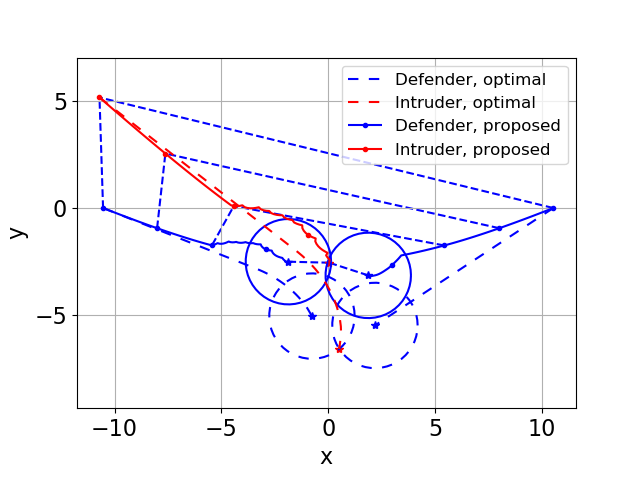 Defender, optimal
Intruder, optimal
Defender, proposed
Intruder, proposed
5
0
−5
y
−10 −5 0 5 10
x